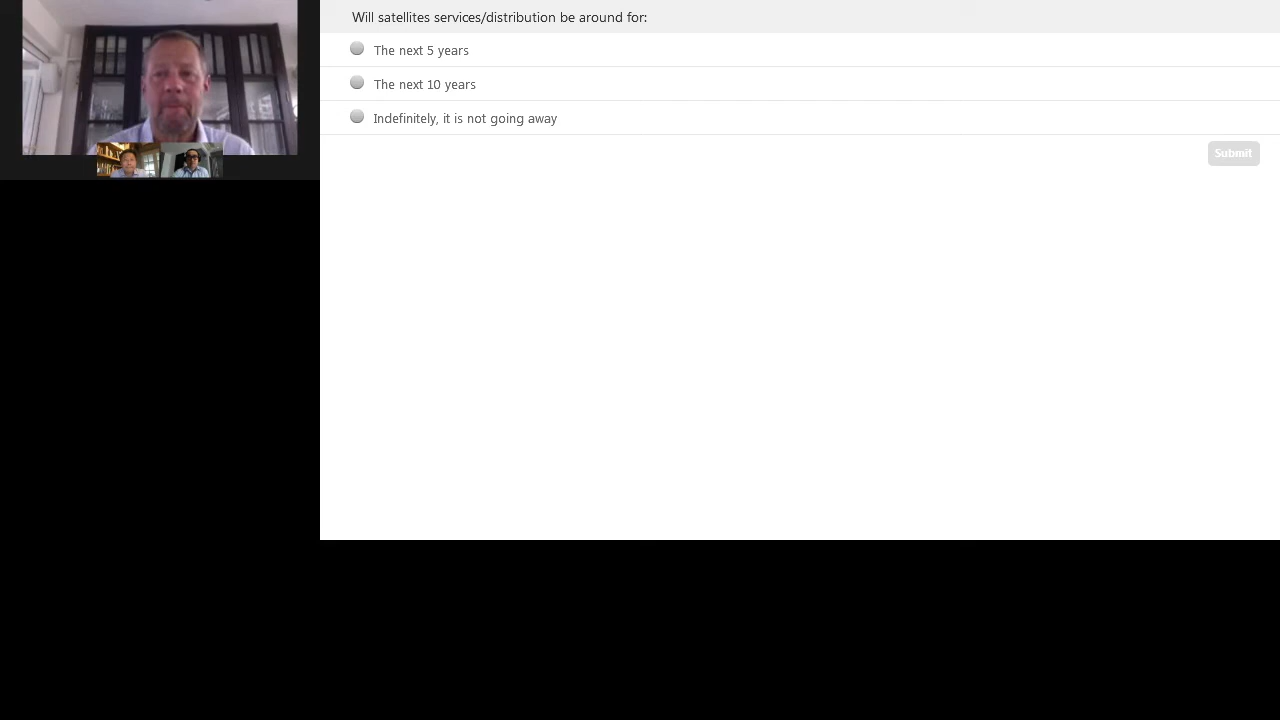 Will satellites services/distribution be around for:
The next 5 years
The next 10 years
Indefinitely, it is not going away
Submit